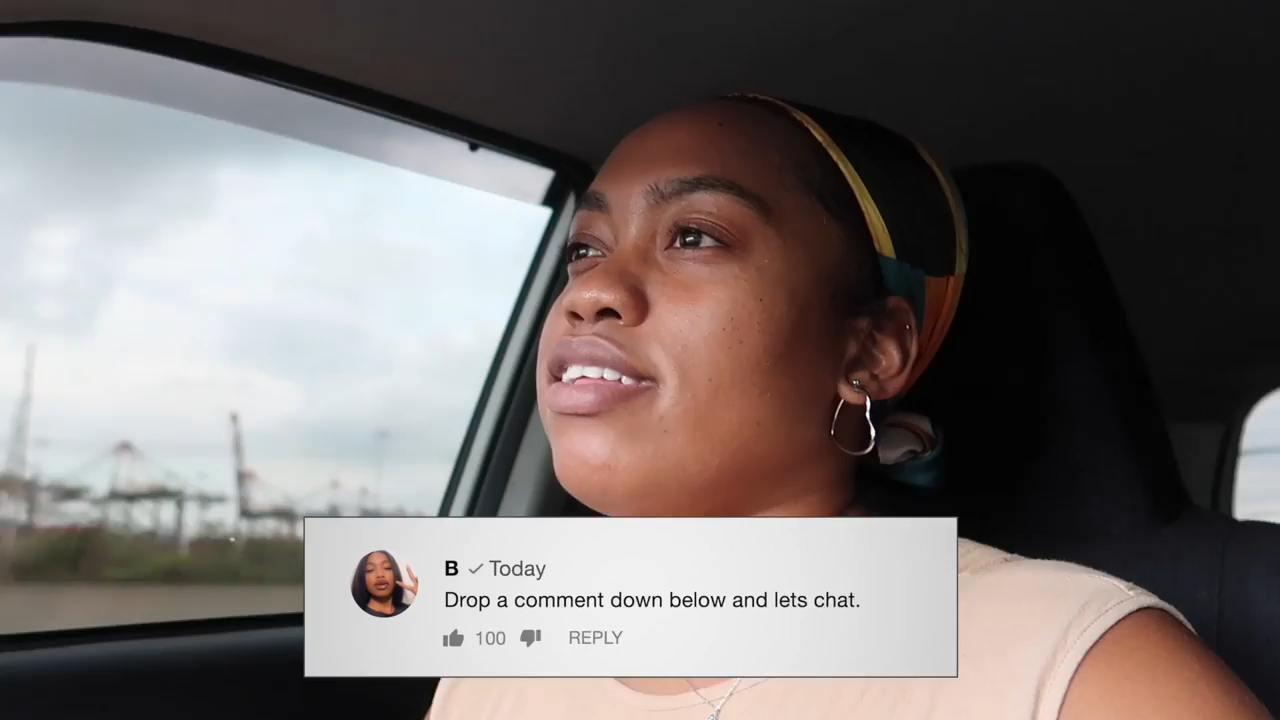 B ✓ Today
Drop a comment down below and lets chat.
100 REPLY